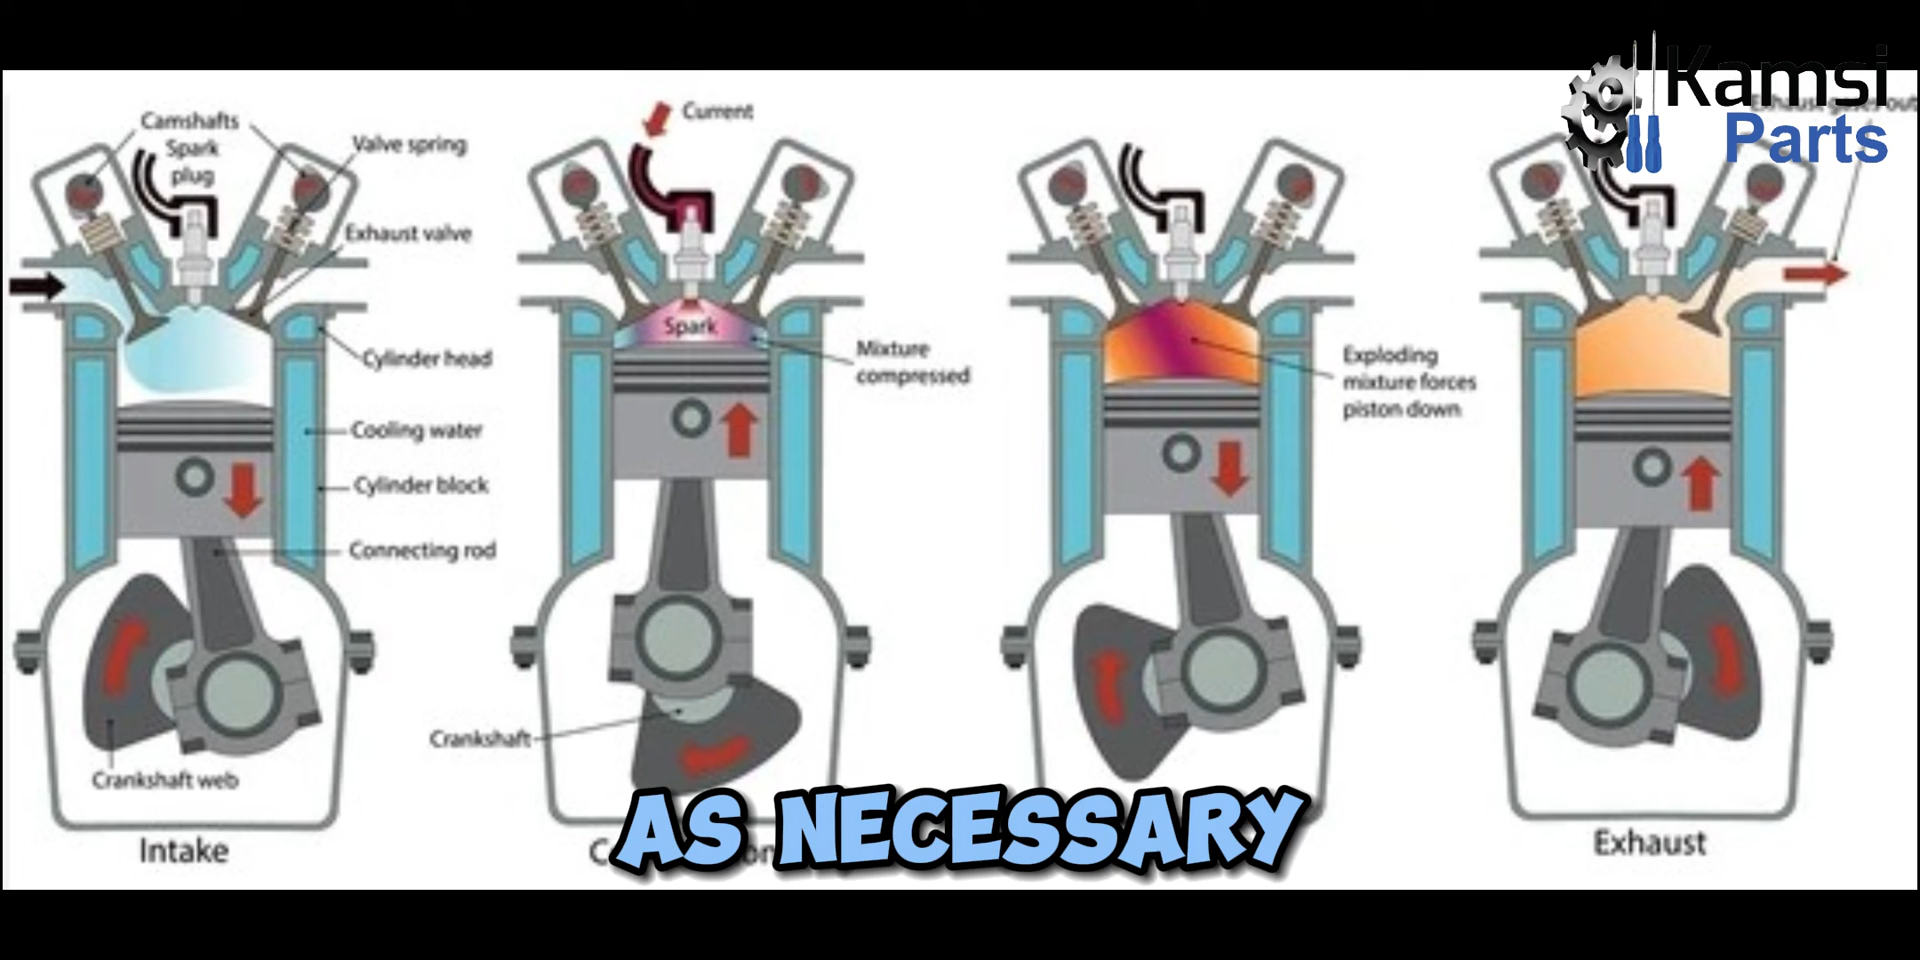 Kamsi
Parts
Camshafts
Spark
plug
Valve spring
Exhaust valve
Cylinder head
Cooling water
Cylinder block
Connecting rod
Crankshaft web
Intake
Current
Spark
Mixture
compressed
Crankshaft
Exploding
mixture forces
piston down
Exhaust
AS NECESSARY